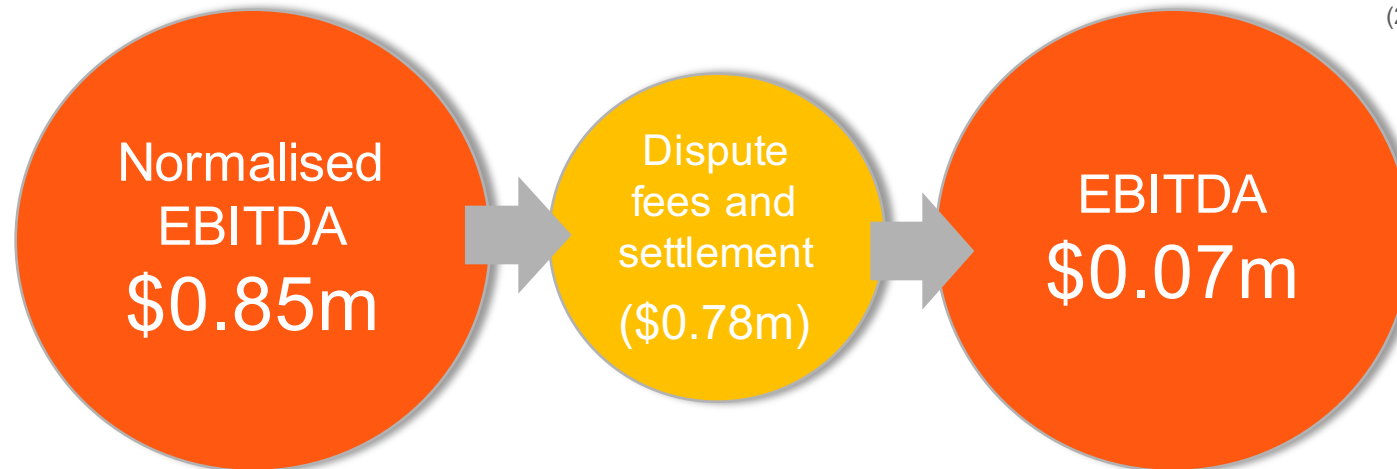 Normalised
EBITDA
$0.85m
Dispute
fees and
settlement
($0.78m)
EBITDA
$0.07m